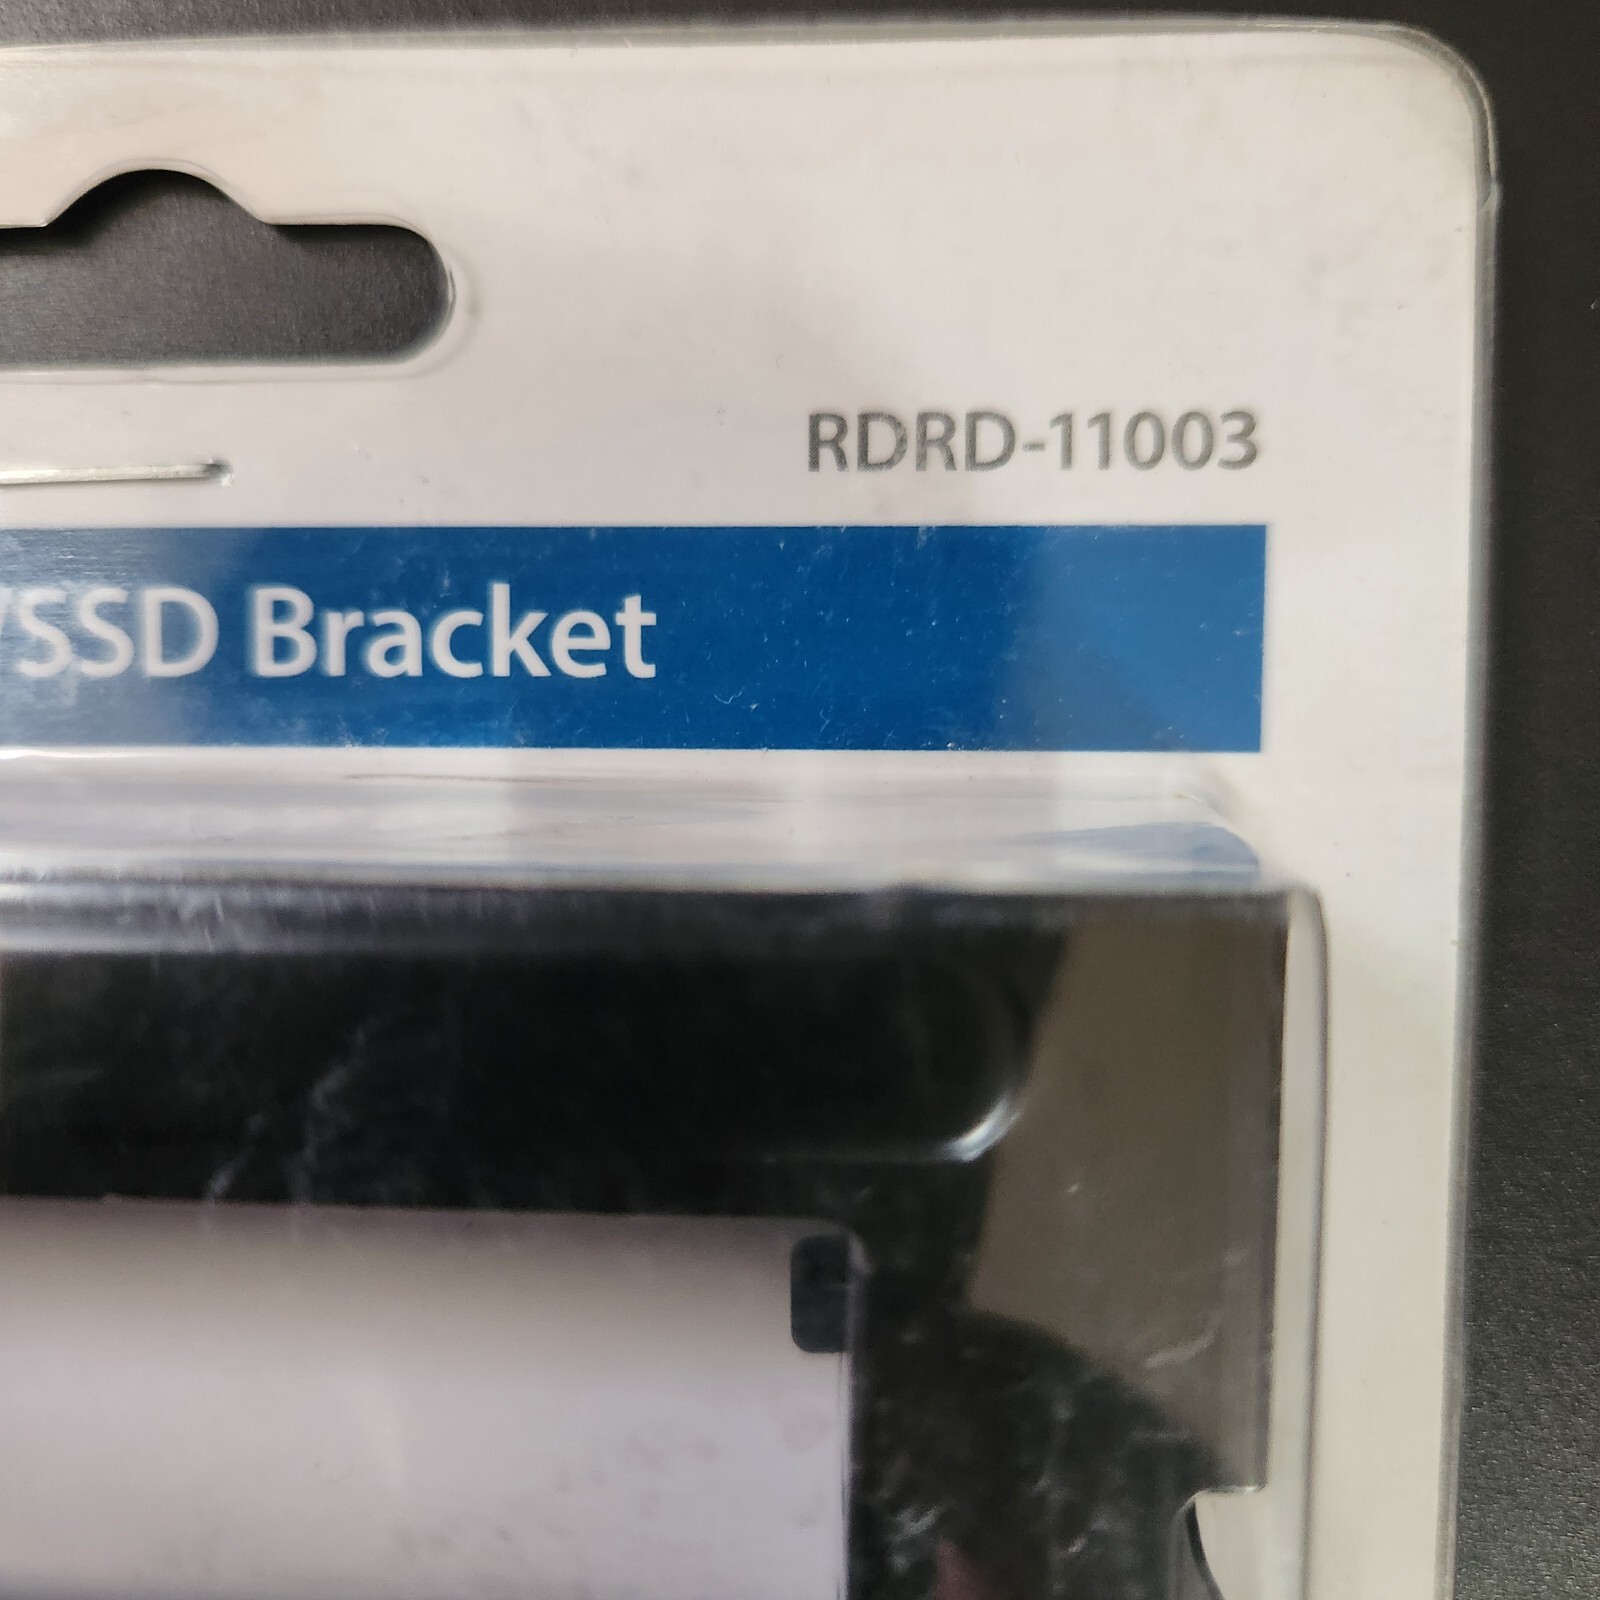 RDRD-11003
/SSD Bracket